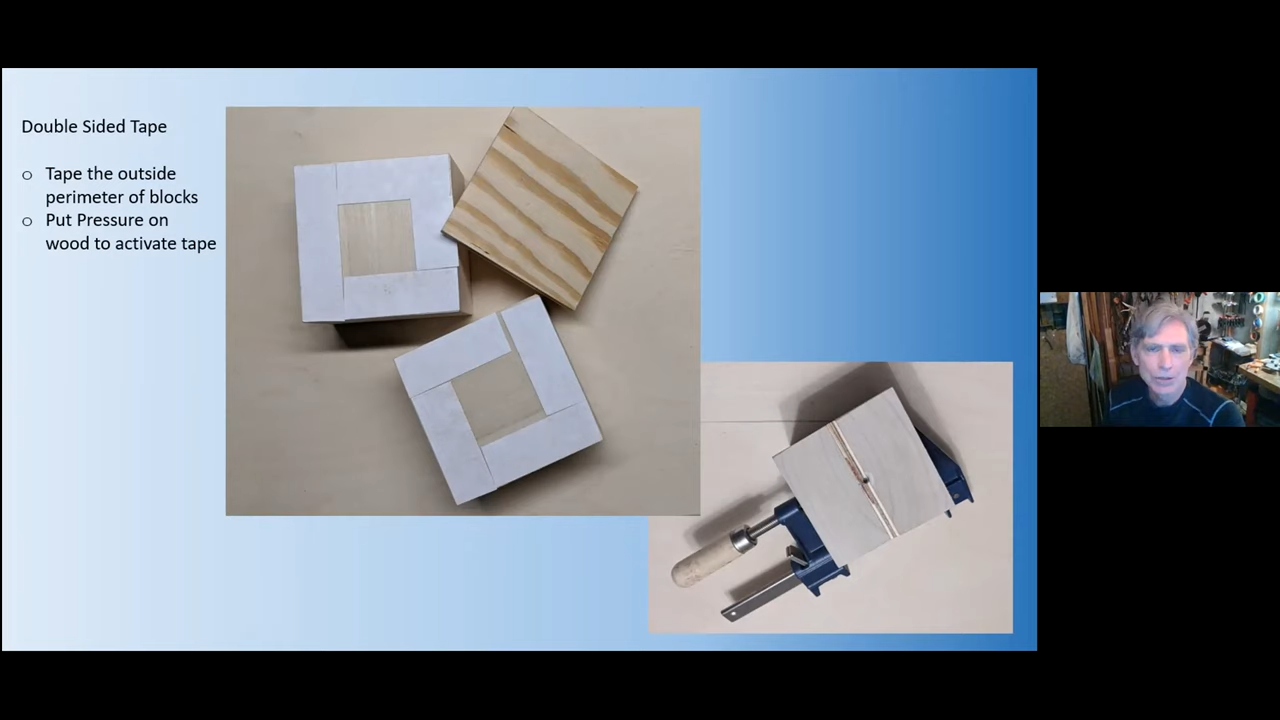 Double Sided Tape
o Tape the outside
perimeter of blocks
o Put Pressure on
wood to activate tape